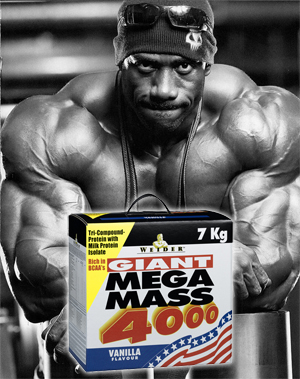 7 Kg
Tri-Compound-
Protein with
Milk Protein
Isolate
Rich in
BCAA's
WEIDER
GIANT
MEGA
MASS
4000
VANILLA
FLAVOUR